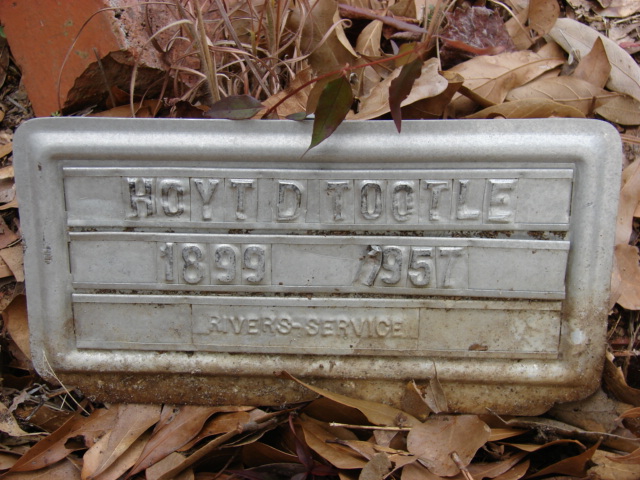 HOYT D TOOTLE
1899 1957
RIVERS-SERVICE